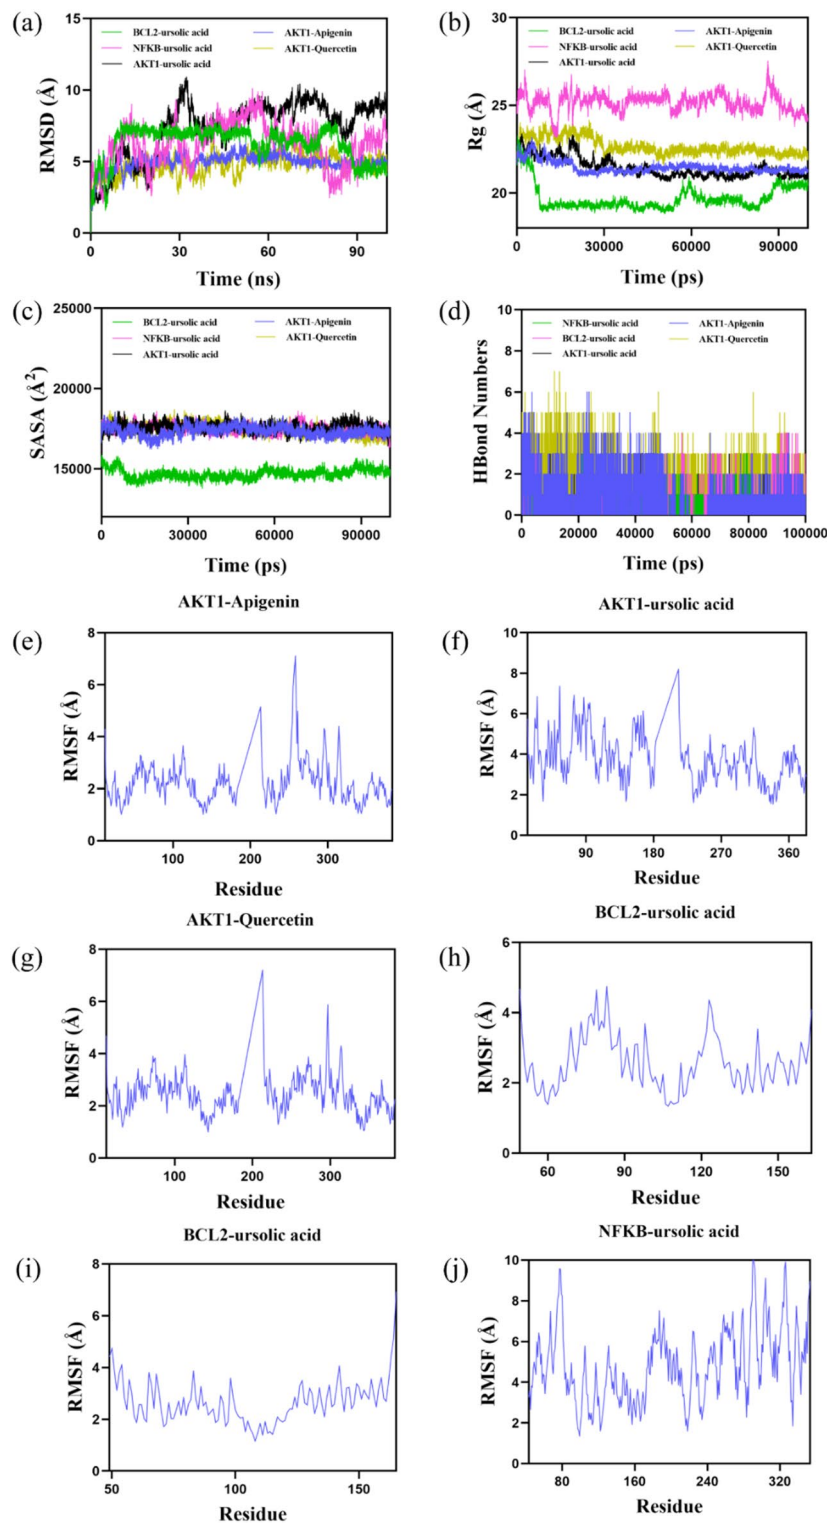 (a)
BCL2-ursolic acid
NFKB-ursolic acid
AKT1-ursolic acid
AKT1-Apigenin
AKT1-Quercetin
RMSD (Å)
15
10
5
0
0 30 60 90
Time (ns)
(b)
BCL2-ursolic acid
NFKB-ursolic acid
AKT1-ursolic acid
AKT1-Apigenin
AKT1-Quercetin
Rg (Å)
30
25
20
0 30000 60000 90000
Time (ps)
(c)
BCL2-ursolic acid
NFKB-ursolic acid
AKT1-ursolic acid
AKT1-Apigenin
AKT1-Quercetin
SASA (Å²)
25000
20000
15000
0 30000 60000 90000
Time (ps)
(d)
NFKB-ursolic acid
BCL2-ursolic acid
AKT1-ursolic acid
AKT1-Apigenin
AKT1-Quercetin
HBond Numbers
10
8
6
4
2
0
0 20000 40000 60000 80000 100000
Time (ps)
AKT1-Apigenin
(e)
RMSF (Å)
8
6
4
2
0
100 200 300
Residue
AKT1-ursolic acid
(f)
RMSF (Å)
10
8
6
4
2
0
90 180 270 360
Residue
AKT1-Quercetin
(g)
RMSF (Å)
8
6
4
2
0
100 200 300
Residue
BCL2-ursolic acid
(h)
RMSF (Å)
6
4
2
0
60 90 120 150
Residue
BCL2-ursolic acid
(i)
RMSF (Å)
8
6
4
2
0
50 100 150
Residue
NFKB-ursolic acid
(j)
RMSF (Å)
10
8
6
4
2
0
80 160 240 320
Residue